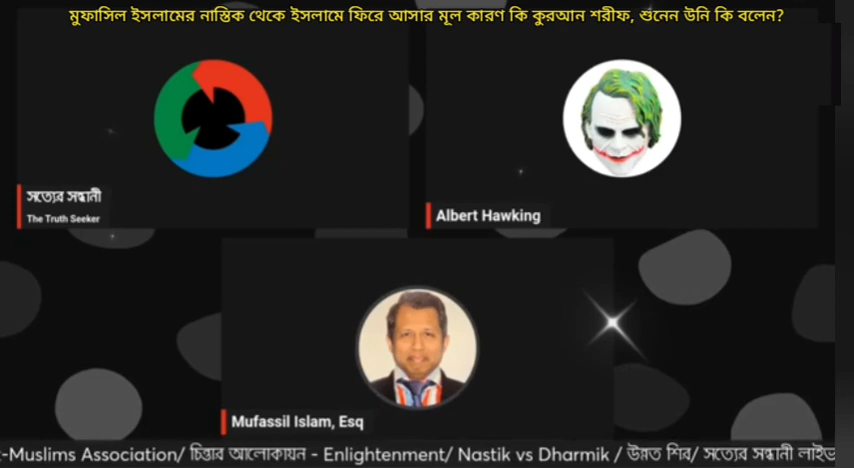 মুফাসিল ইসলামের নাস্তিক থেকে ইসলামে ফিরে আসার মূল কারণ কি কুরআন শরীফ, শুনেন উনি কি বলেন?
সত্যের সন্ধানী
The Truth Seeker
Albert Hawking
Mufassil Islam, Esq
-Muslims Association/ চিন্তার আলোকায়ন - Enlightenment/ Nastik vs Dharmik / উন্নত শির/ সত্যের সন্ধানী লাইভ